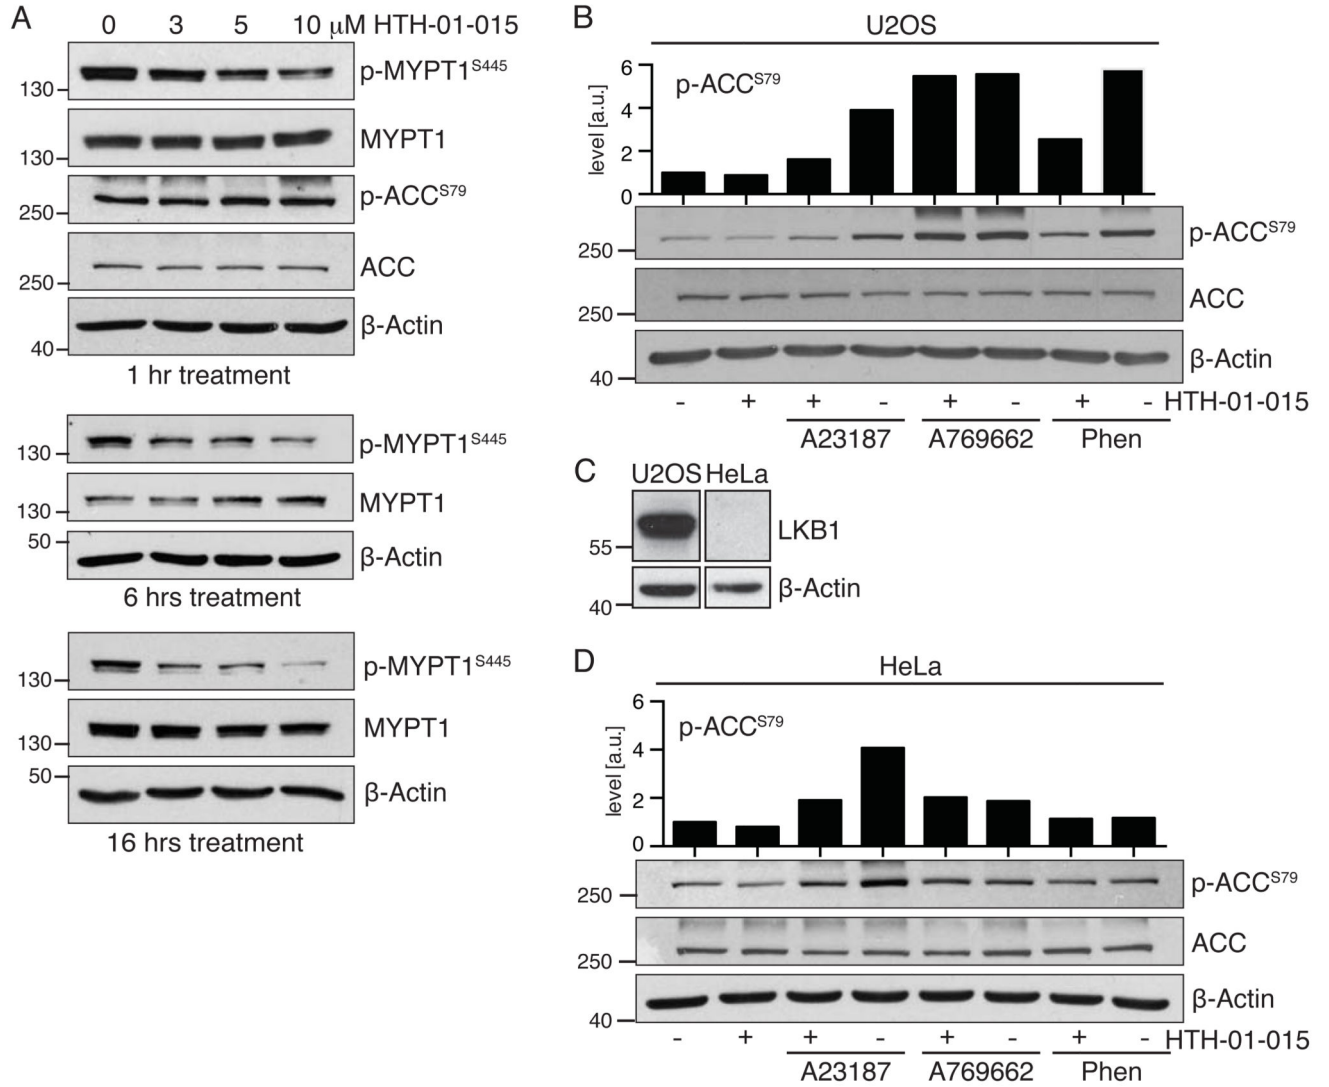 A
0 3 5 10 μM HTH-01-015
p-MYPT1S445
130
MYPT1
130
p-ACCS79
250
ACC
250
β-Actin
40
1 hr treatment
p-MYPT1S445
130
MYPT1
130
50
β-Actin
6 hrs treatment
p-MYPT1S445
130
MYPT1
130
50
β-Actin
16 hrs treatment
B
U2OS
p-ACCS79
level [a.u.]
6
4
2
0
p-ACCS79
250
ACC
250
β-Actin
40
- + + - + - + - HTH-01-015
A23187 A769662 Phen
C
U2OS HeLa
LKB1
55
β-Actin
40
D
HeLa
p-ACCS79
level [a.u.]
6
4
2
0
p-ACCS79
250
ACC
250
β-Actin
40
- + + - + - + - HTH-01-015
A23187 A769662 Phen